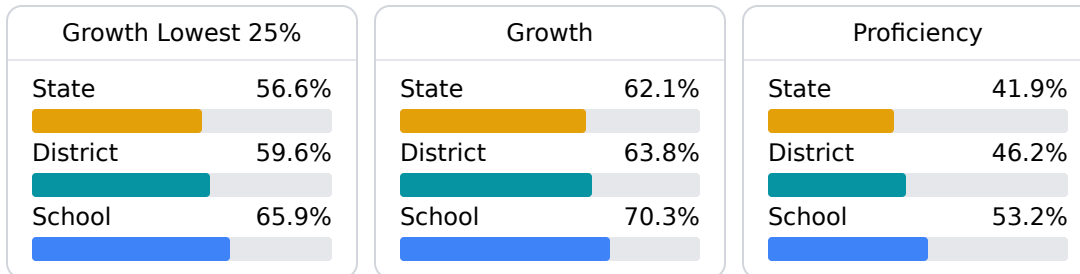 Growth Lowest 25%
State 56.6%
District 59.6%
School 65.9%
Growth
State 62.1%
District 63.8%
School 70.3%
Proficiency
State 41.9%
District 46.2%
School 53.2%